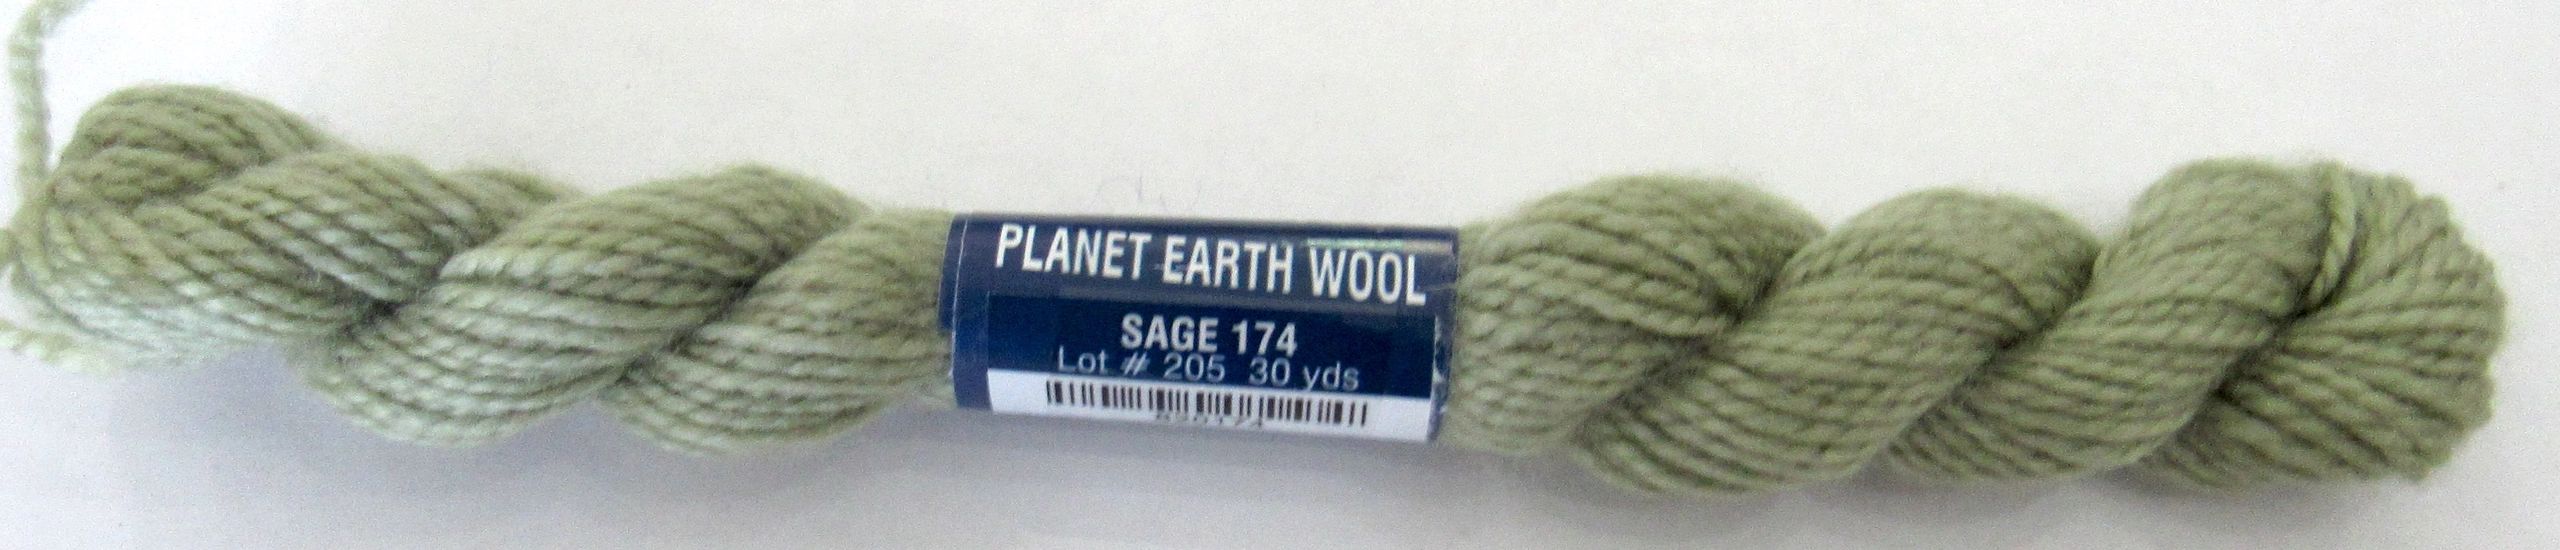 PLANET EARTH WOOL
SAGE 174
Lot # 205 30 yds